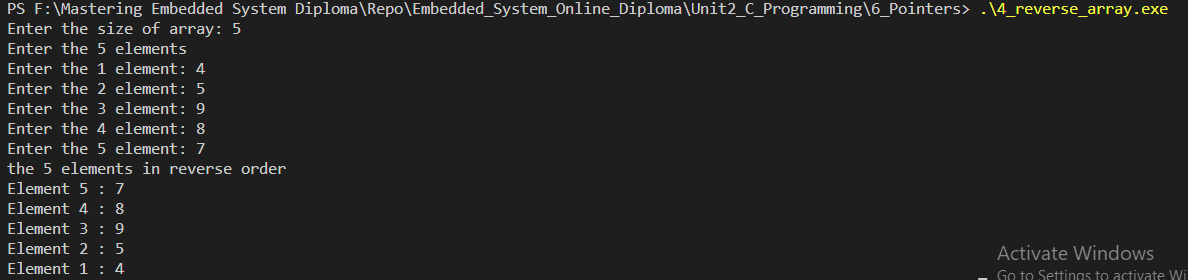 PS F:\Mastering Embedded System Diploma\Repo\Embedded_System_Online_Diploma\Unit2_C_Programming\6_Pointers> .\4_reverse_array.exe
Enter the size of array: 5
Enter the 5 elements
Enter the 1 element: 4
Enter the 2 element: 5
Enter the 3 element: 9
Enter the 4 element: 8
Enter the 5 element: 7
the 5 elements in reverse order
Element 5 : 7
Element 4 : 8
Element 3 : 9
Element 2 : 5
Element 1 : 4
Activate Windows
Go to Settings to activate Wi